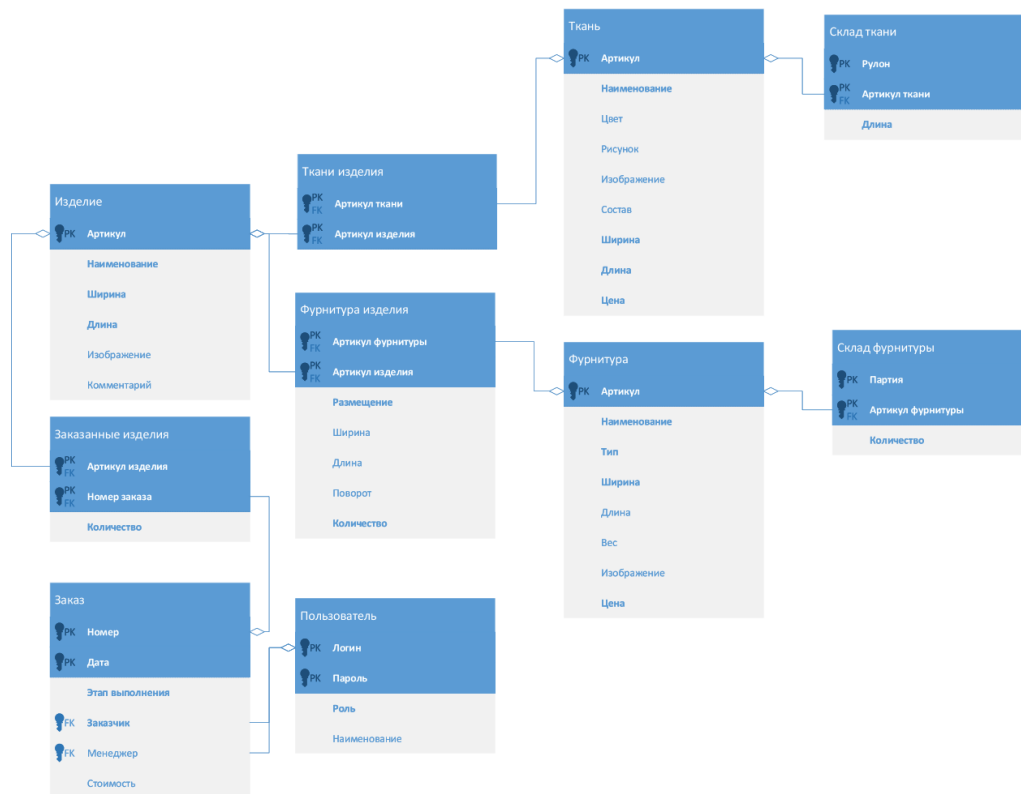 Изделие
PK Артикул
Наименование
Ширина
Длина
Изображение
Комментарий
Заказанные изделия
PK
FK Артикул изделия
PK
FK Номер заказа
Количество
Заказ
PK Номер
PK Дата
Этап выполнения
FK Заказчик
FK Менеджер
Стоимость
Ткани изделия
PK
FK Артикул ткани
PK
FK Артикул изделия
Фурнитура изделия
PK
FK Артикул фурнитуры
PK
FK Артикул изделия
Размещение
Ширина
Длина
Поворот
Количество
Пользователь
PK Логин
PK Пароль
Роль
Наименование
Ткань
PK Артикул
Наименование
Цвет
Рисунок
Изображение
Состав
Ширина
Длина
Цена
Фурнитура
PK Артикул
Наименование
Тип
Ширина
Длина
Вес
Изображение
Цена
Склад ткани
PK Рулон
PK
FK Артикул ткани
Длина
Склад фурнитуры
PK Партия
PK
FK Артикул фурнитуры
Количество